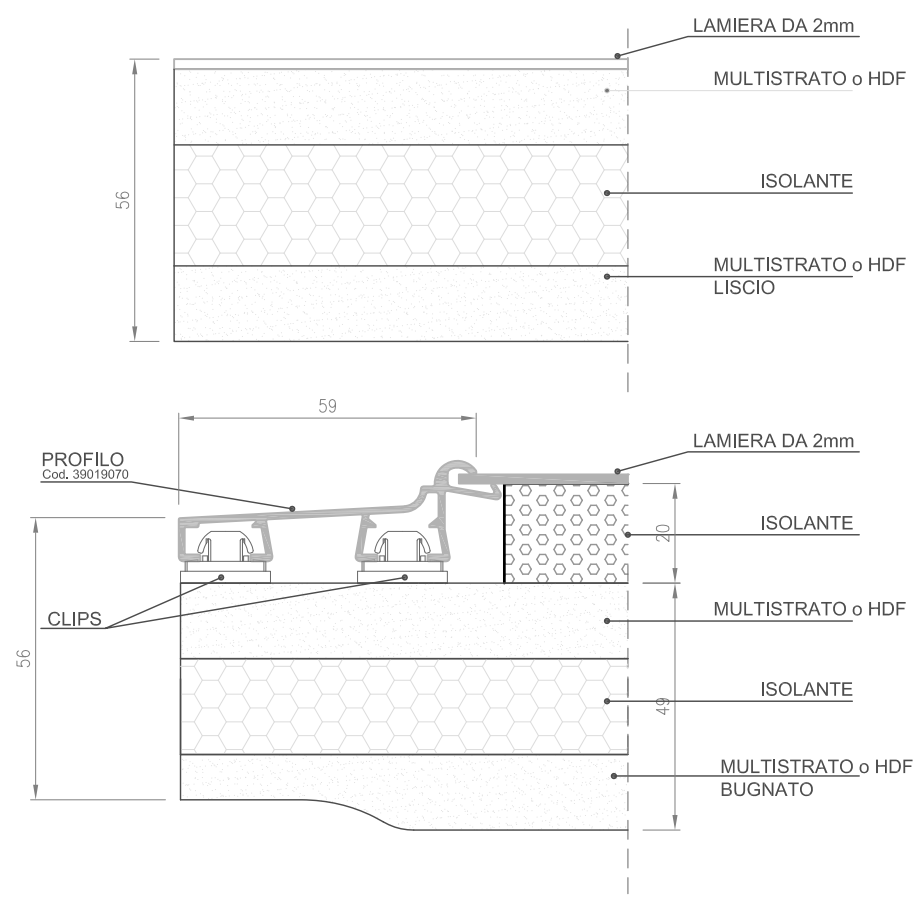 LAMIERA DA 2mm
MULTISTRATO o HDF
ISOLANTE
56
MULTISTRATO o HDF
LISCIO
59
LAMIERA DA 2mm
PROFILO
Cod. 39019070
ISOLANTE
20
MULTISTRATO o HDF
CLIPS
56
ISOLANTE
49
MULTISTRATO o HDF
BUGNATO